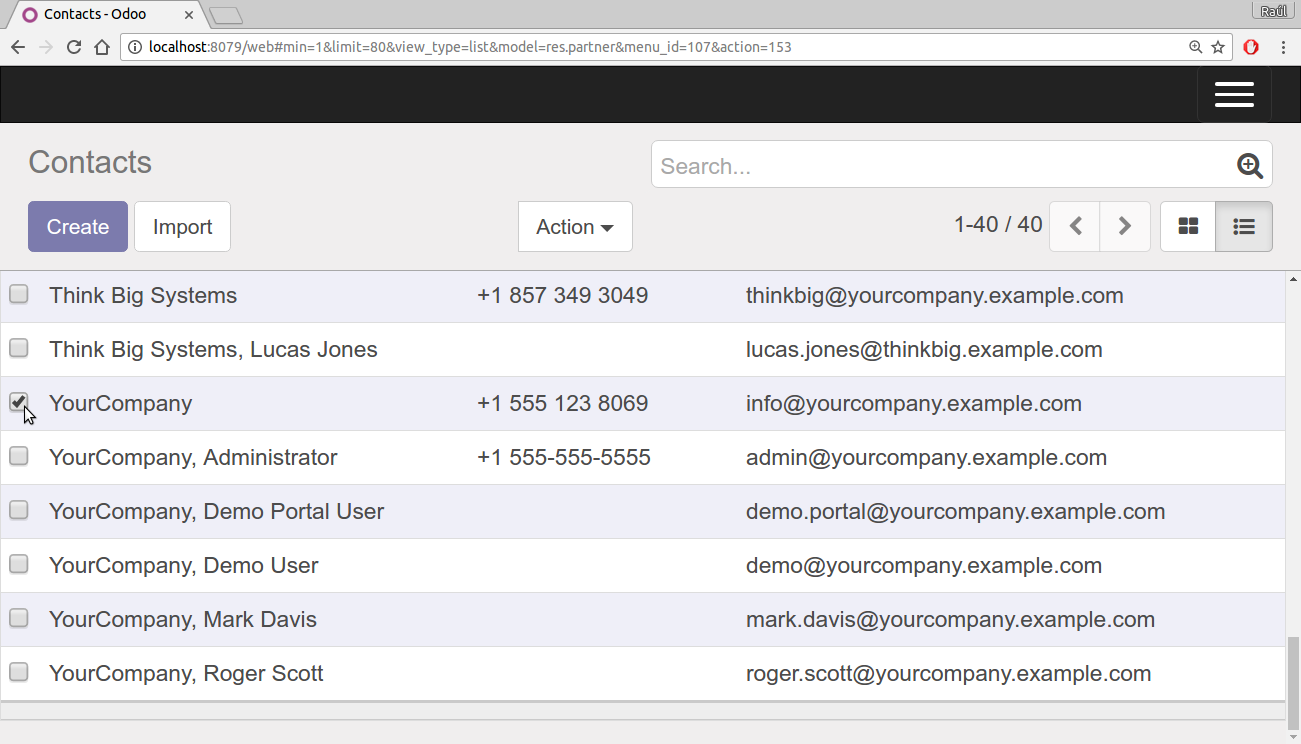 Contacts - Odoo
Raúl
localhost:8079/web#min=1&limit=80&view_type=list&model=res.partner&menu_id=107&action=153
Contacts
Search...
Create
Import
Action
1-40 / 40
Think Big Systems +1 857 349 3049 thinkbig@yourcompany.example.com
Think Big Systems, Lucas Jones lucas.jones@thinkbig.example.com
YourCompany +1 555 123 8069 info@yourcompany.example.com
YourCompany, Administrator +1 555-555-5555 admin@yourcompany.example.com
YourCompany, Demo Portal User demo.portal@yourcompany.example.com
YourCompany, Demo User demo@yourcompany.example.com
YourCompany, Mark Davis mark.davis@yourcompany.example.com
YourCompany, Roger Scott roger.scott@yourcompany.example.com